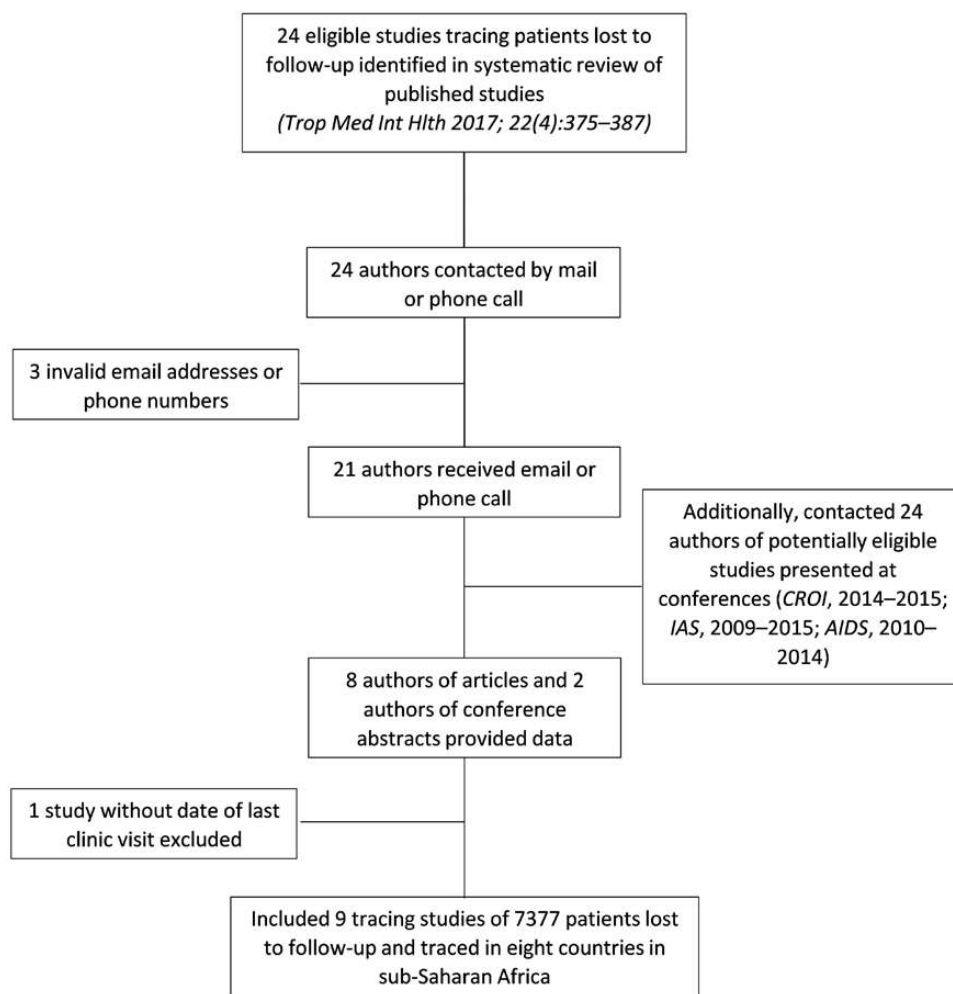 24 eligible studies tracing patients lost to
follow-up identified in systematic review of
published studies
(Trop Med Int Hlth 2017; 22(4):375–387)
24 authors contacted by mail
or phone call
3 invalid email addresses or
phone numbers
21 authors received email or
phone call
Additionally, contacted 24
authors of potentially eligible
studies presented at
conferences (CROI, 2014–2015;
IAS, 2009–2015; AIDS, 2010–
2014)
8 authors of articles and 2
authors of conference
abstracts provided data
1 study without date of last
clinic visit excluded
Included 9 tracing studies of 7377 patients lost
to follow-up and traced in eight countries in
sub-Saharan Africa